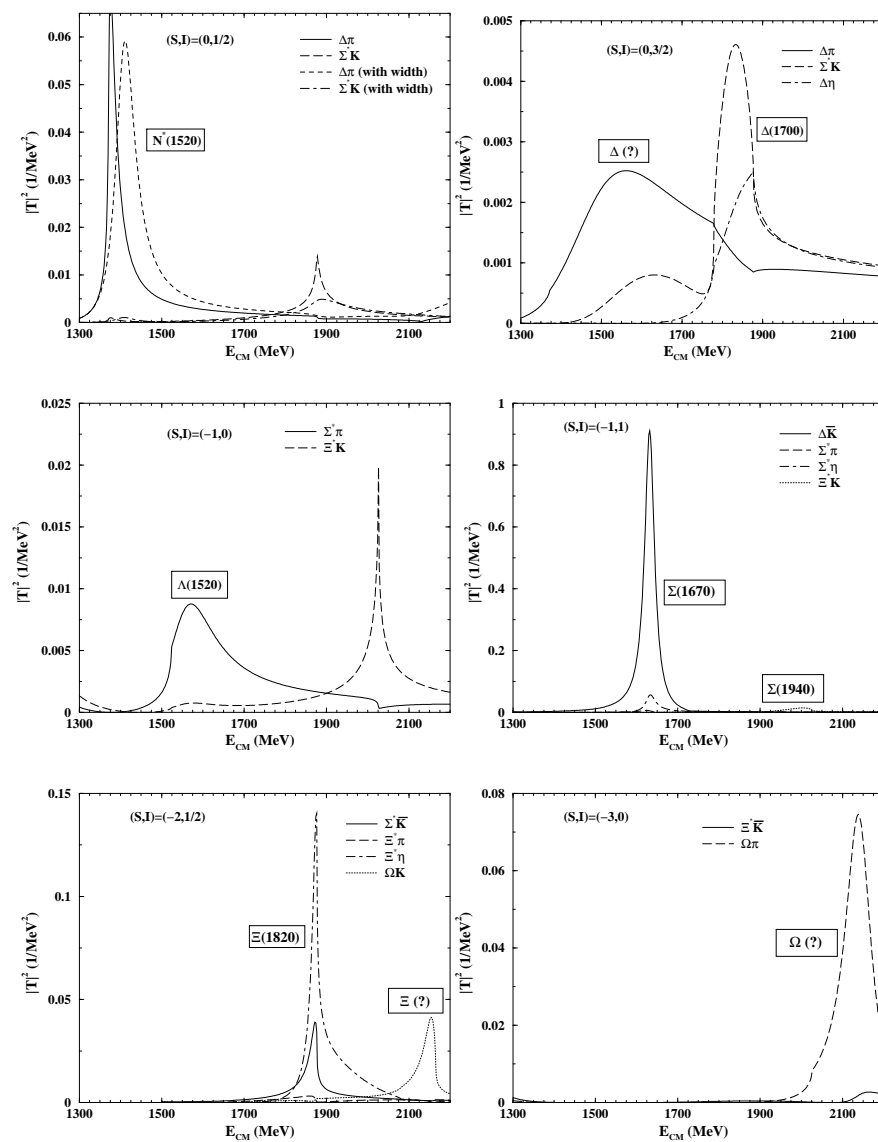 (S,I)=(0,1/2)
Δπ
Σ*K
Δπ (with width)
Σ*K (with width)
N*(1520)
|T|² (1/MeV²)
0.06
0.05
0.04
0.03
0.02
0.01
0
1300 1500 1700 1900 2100
E_CM (MeV)
(S,I)=(0,3/2)
Δπ
Σ*K
Δη
Δ (?)
Δ(1700)
|T|² (1/MeV²)
0.005
0.004
0.003
0.002
0.001
0
1300 1500 1700 1900 2100
E_CM (MeV)
(S,I)=(−1,0)
Σ*π
Ξ*K
Λ(1520)
|T|² (1/MeV²)
0.025
0.02
0.015
0.01
0.005
0
1300 1500 1700 1900 2100
E_CM (MeV)
(S,I)=(−1,1)
ΔK̅
Σ*π
Σ*η
Ξ*K
Σ(1670)
Σ(1940)
|T|² (1/MeV²)
1
0.8
0.6
0.4
0.2
0
1300 1500 1700 1900 2100
E_CM (MeV)
(S,I)=(−2,1/2)
Σ*K̅
Ξ*π
Ξ*η
ΩK
Ξ(1820)
Ξ (?)
|T|² (1/MeV²)
0.15
0.1
0.05
0
1300 1500 1700 1900 2100
E_CM (MeV)
(S,I)=(−3,0)
Ξ*K̅
Ωπ
Ω (?)
|T|² (1/MeV²)
0.08
0.06
0.04
0.02
0
1300 1500 1700 1900 2100
E_CM (MeV)